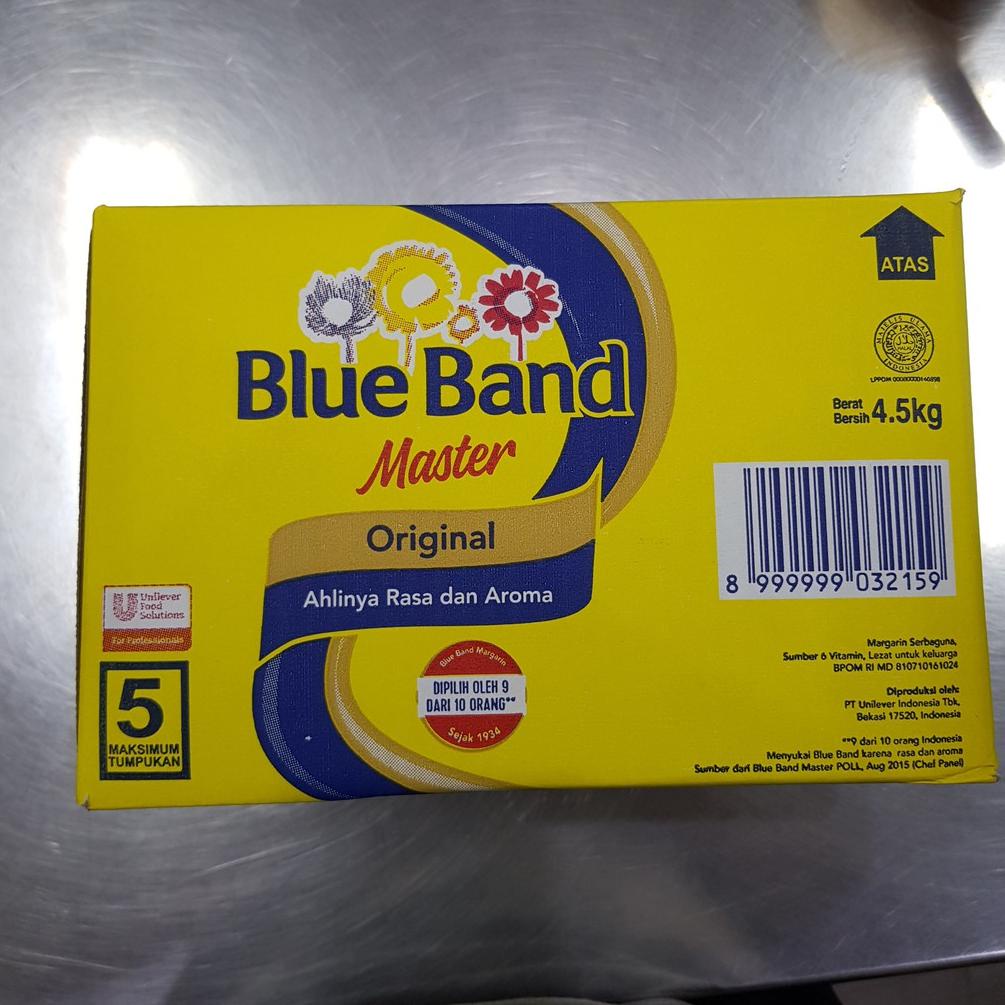 ATAS
MAJELIS ULAMA
INDONESIA
Blue Band
Master
Original
Ahlinya Rasa dan Aroma
Berat
Bersih 4.5kg
8 999999 032159
Unilever
Food
Solutions
For Professionals
5
MAKSIMUM
TUMPUKAN
Blue Band Margarin
DIPILIH OLEH 9
DARI 10 ORANG**
Sejak 1934
Margarin Serbaguna,
Sumber 6 Vitamin, Lezat untuk keluarga
BPOM RI MD 810710161024
Diproduksi oleh:
PT Unilever Indonesia Tbk,
Bekasi 17520, Indonesia
**9 dari 10 orang Indonesia
Menyukai Blue Band karena rasa dan aroma
Sumber dari Blue Band Master POLL, Aug 2015 (Chef Panel)